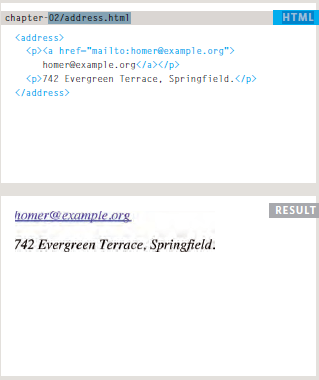 chapter-02/address.html
HTML
<address>
<p><a href="mailto:homer@example.org">
homer@example.org</a></p>
<p>742 Evergreen Terrace, Springfield.</p>
</address>
RESULT
homer@example.org
742 Evergreen Terrace, Springfield.